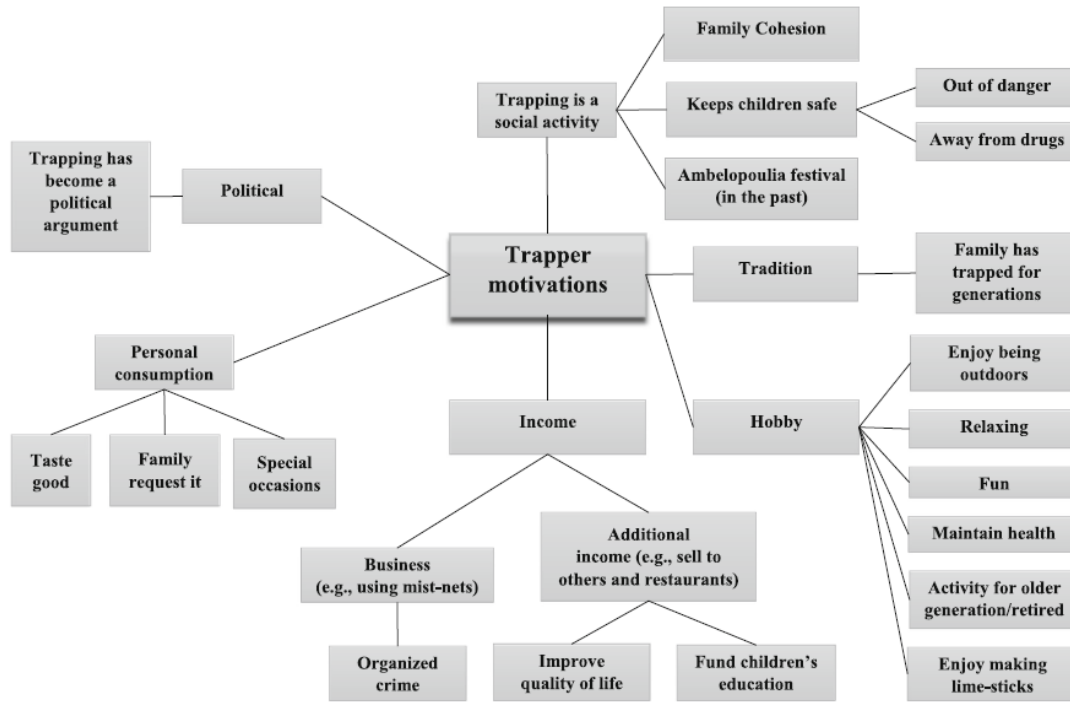 Family Cohesion
Trapping is a
social activity
Keeps children safe
Out of danger
Away from drugs
Ambelopoulia festival
(in the past)
Trapping has
become a
political
argument
Political
Trapper
motivations
Tradition
Family has
trapped for
generations
Personal
consumption
Taste
good
Family
request it
Special
occasions
Income
Business
(e.g., using mist-nets)
Organized
crime
Additional
income (e.g., sell to
others and restaurants)
Improve
quality of life
Fund children’s
education
Hobby
Enjoy being
outdoors
Relaxing
Fun
Maintain health
Activity for older
generation/retired
Enjoy making
lime-sticks